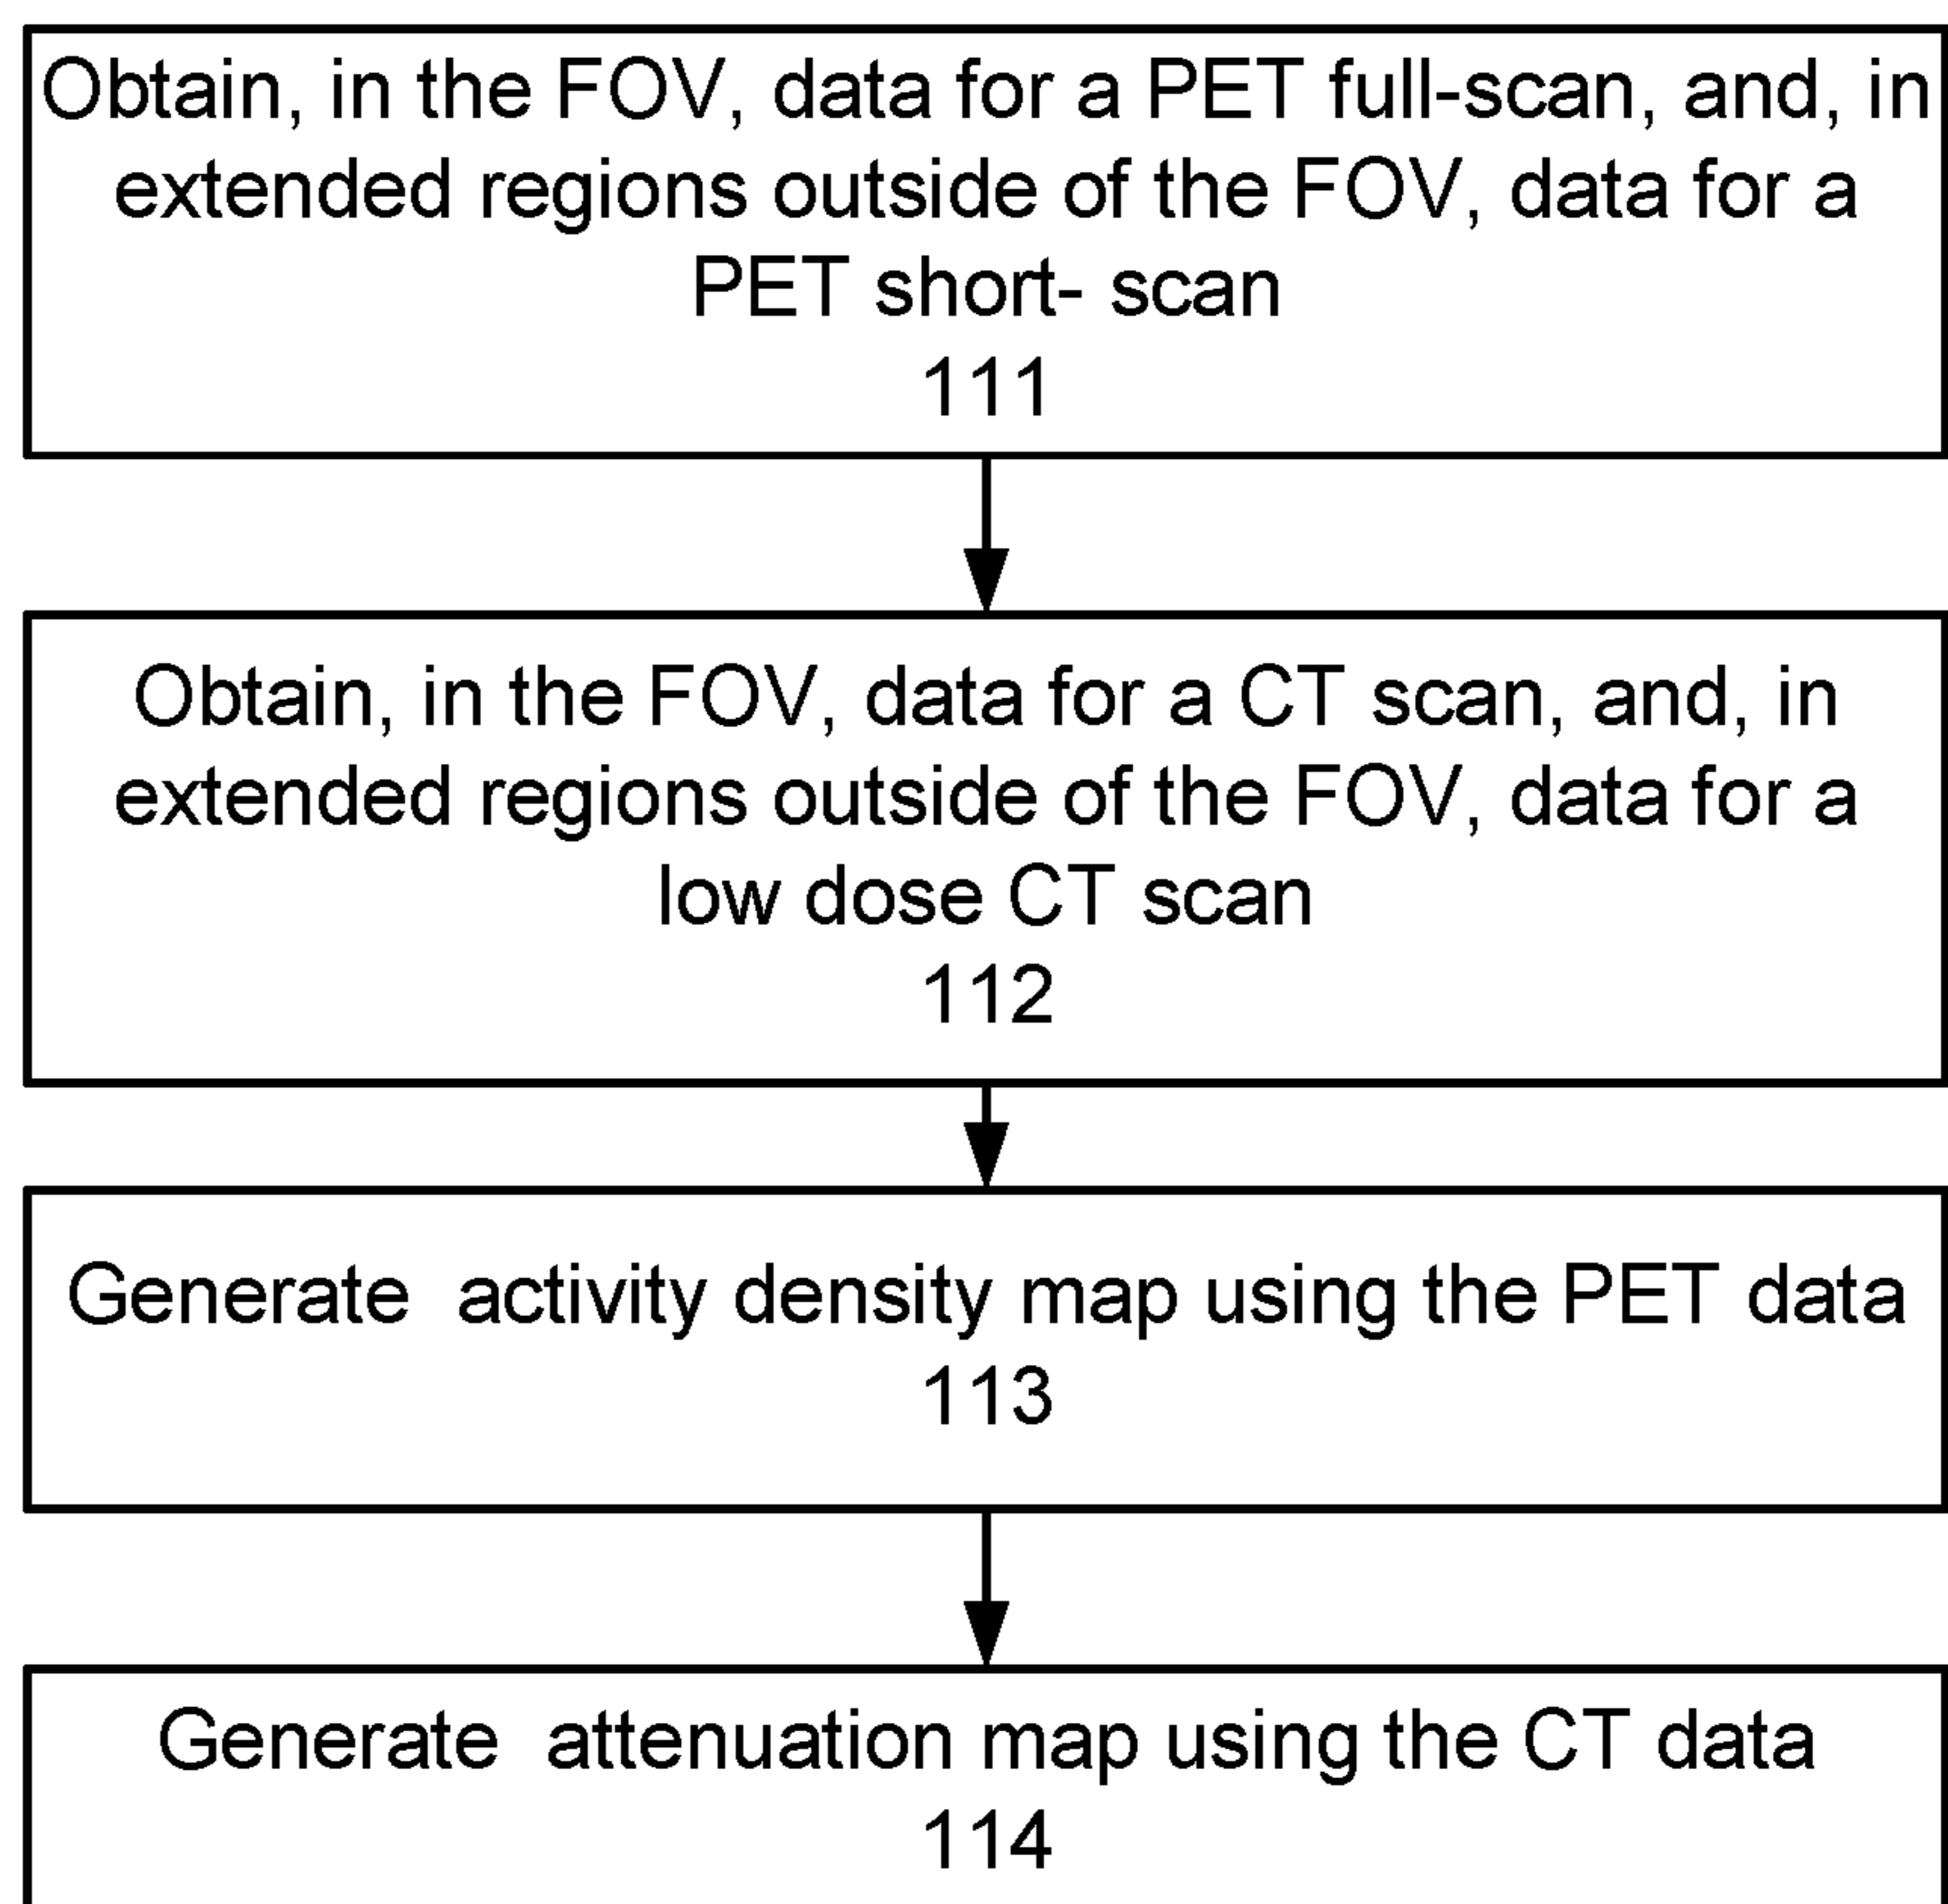 Obtain, in the FOV, data for a PET full-scan, and, in
extended regions outside of the FOV, data for a
PET short- scan
111
Obtain, in the FOV, data for a CT scan, and, in
extended regions outside of the FOV, data for a
low dose CT scan
112
Generate activity density map using the PET data
113
Generate attenuation map using the CT data
114